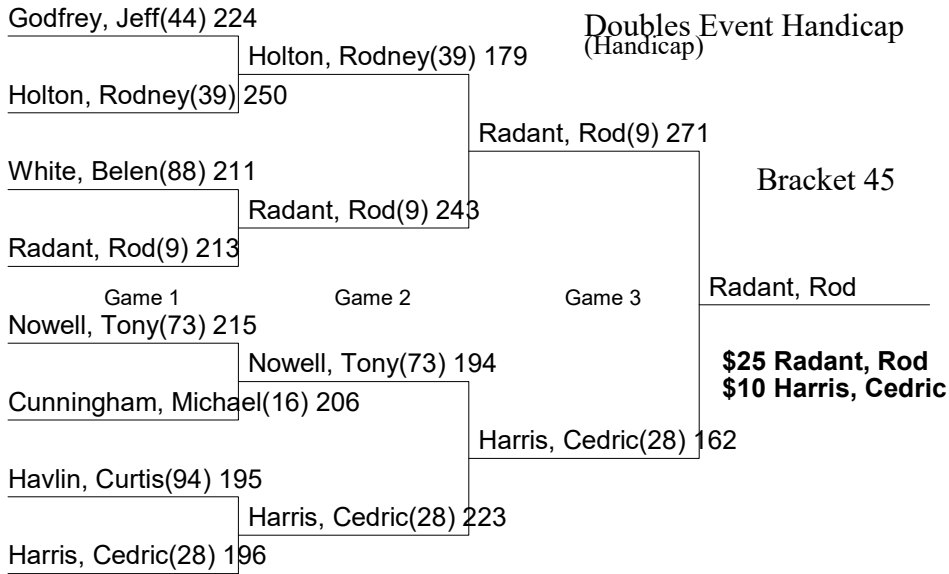 Godfrey, Jeff(44) 224
Doubles Event Handicap
(Handicap)
Holton, Rodney(39) 179
Holton, Rodney(39) 250
Radant, Rod(9) 271
White, Belen(88) 211
Bracket 45
Radant, Rod(9) 243
Radant, Rod(9) 213
Game 1
Game 2
Game 3
Radant, Rod
Nowell, Tony(73) 215
Nowell, Tony(73) 194
$25 Radant, Rod
$10 Harris, Cedric
Cunningham, Michael(16) 206
Harris, Cedric(28) 162
Havlin, Curtis(94) 195
Harris, Cedric(28) 223
Harris, Cedric(28) 196